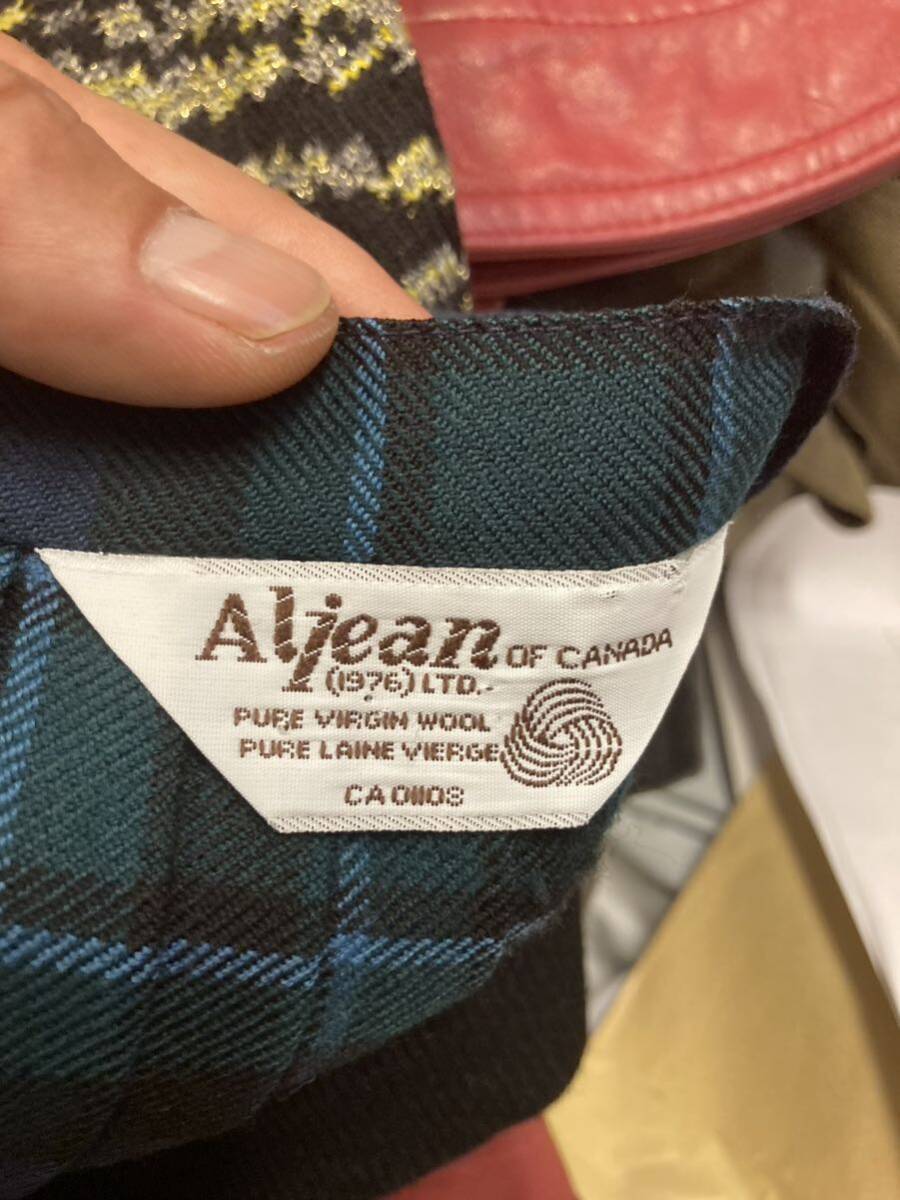 Aljean OF CANADA
(1976) LTD.
PURE VIRGIN WOOL
PURE LAINE VIERGE
CA 01108